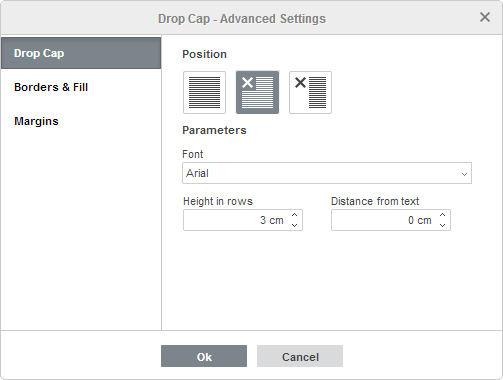 Drop Cap - Advanced Settings
Drop Cap
Borders & Fill
Margins
Position
Parameters
Font
Arial
Height in rows
Distance from text
3 cm
0 cm
Ok
Cancel